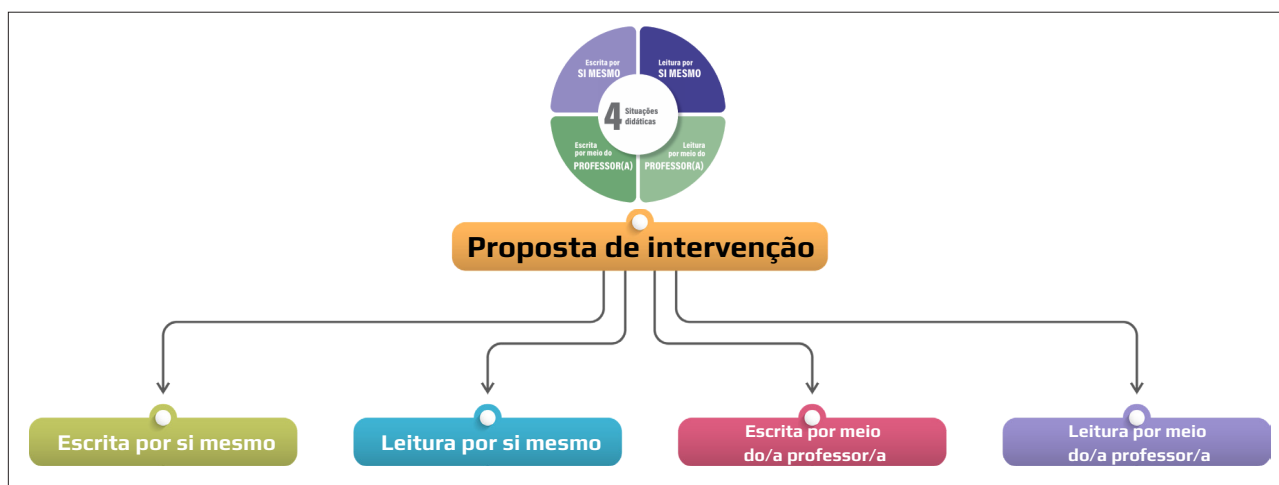 Escrita por
SI MESMO
Leitura por
SI MESMO
4
Situações
didáticas
Escrita
por meio do
PROFESSOR(A)
Leitura
por meio do
PROFESSOR(A)
Proposta de intervenção
Escrita por si mesmo
Leitura por si mesmo
Escrita por meio
do/a professor/a
Leitura por meio
do/a professor/a